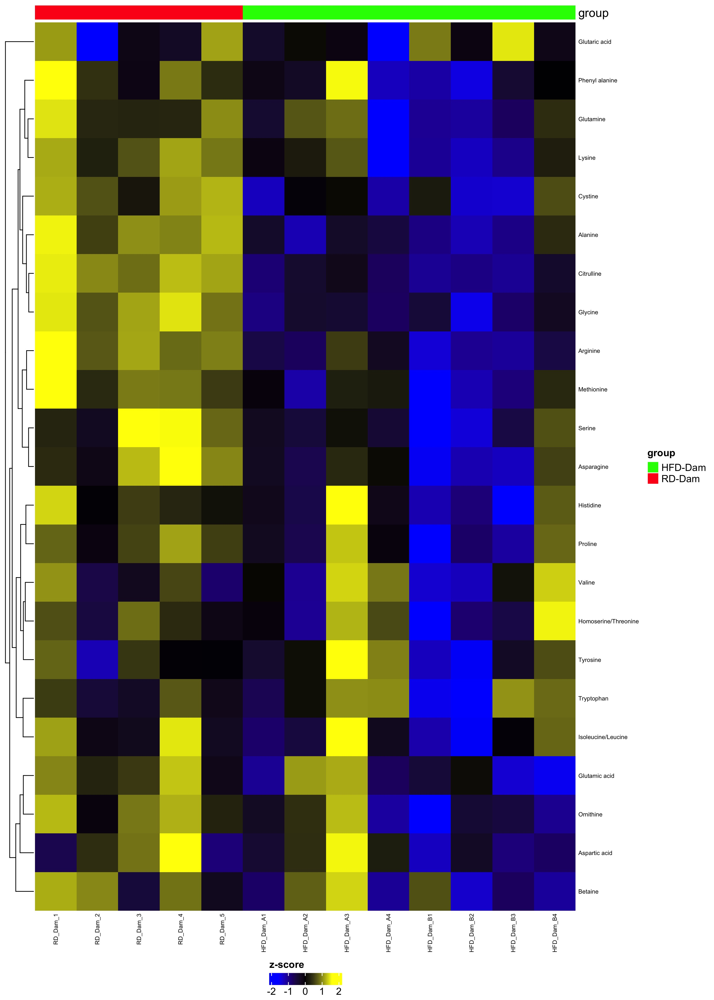 group
Glutaric acid
Phenyl alanine
Glutamine
Lysine
Cystine
Alanine
Citrulline
Glycine
Arginine
Methionine
Serine
Asparagine
Histidine
Proline
Valine
Homoserine/Threonine
Tyrosine
Tryptophan
Isoleucine/Leucine
Glutamic acid
Ornithine
Aspartic acid
Betaine
group
HFD-Dam
RD-Dam
RD_Dam_1
RD_Dam_2
RD_Dam_3
RD_Dam_4
RD_Dam_5
HFD_Dam_A1
HFD_Dam_A2
HFD_Dam_A3
HFD_Dam_A4
HFD_Dam_B1
HFD_Dam_B2
HFD_Dam_B3
HFD_Dam_B4
z-score
-2 -1 0 1 2